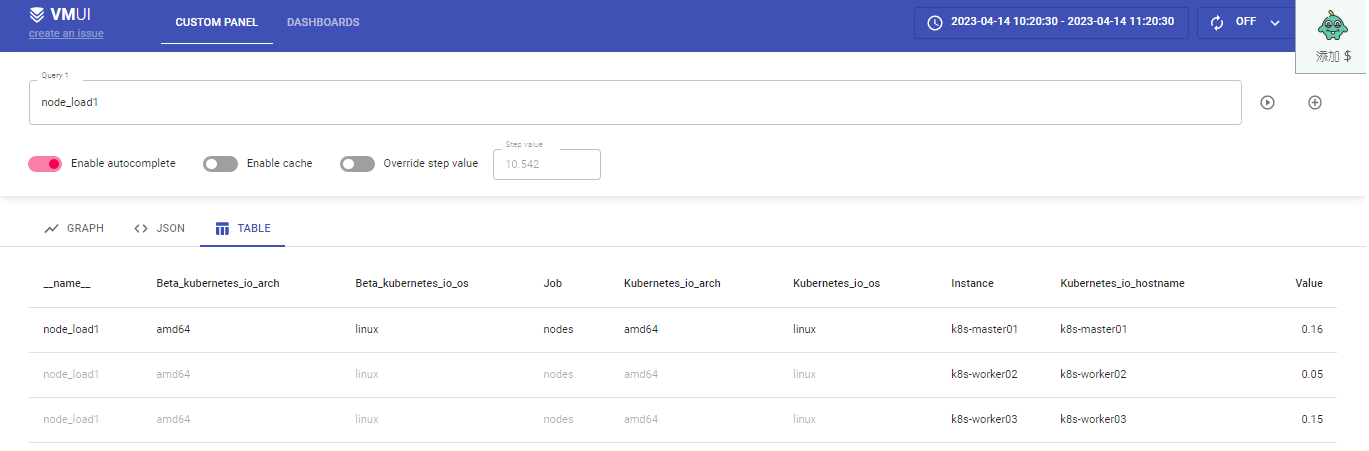 VMUI
create an issue
CUSTOM PANEL DASHBOARDS 2023-04-14 10:20:30 - 2023-04-14 11:20:30 OFF
添加 $
Query 1
node_load1
Enable autocomplete Enable cache Override step value Step value 10.542
GRAPH JSON TABLE
__name__ Beta_kubernetes_io_arch Beta_kubernetes_io_os Job Kubernetes_io_arch Kubernetes_io_os Instance Kubernetes_io_hostname Value
node_load1 amd64 linux nodes amd64 linux k8s-master01 k8s-master01 0.16
node_load1 amd64 linux nodes amd64 linux k8s-worker02 k8s-worker02 0.05
node_load1 amd64 linux nodes amd64 linux k8s-worker03 k8s-worker03 0.15